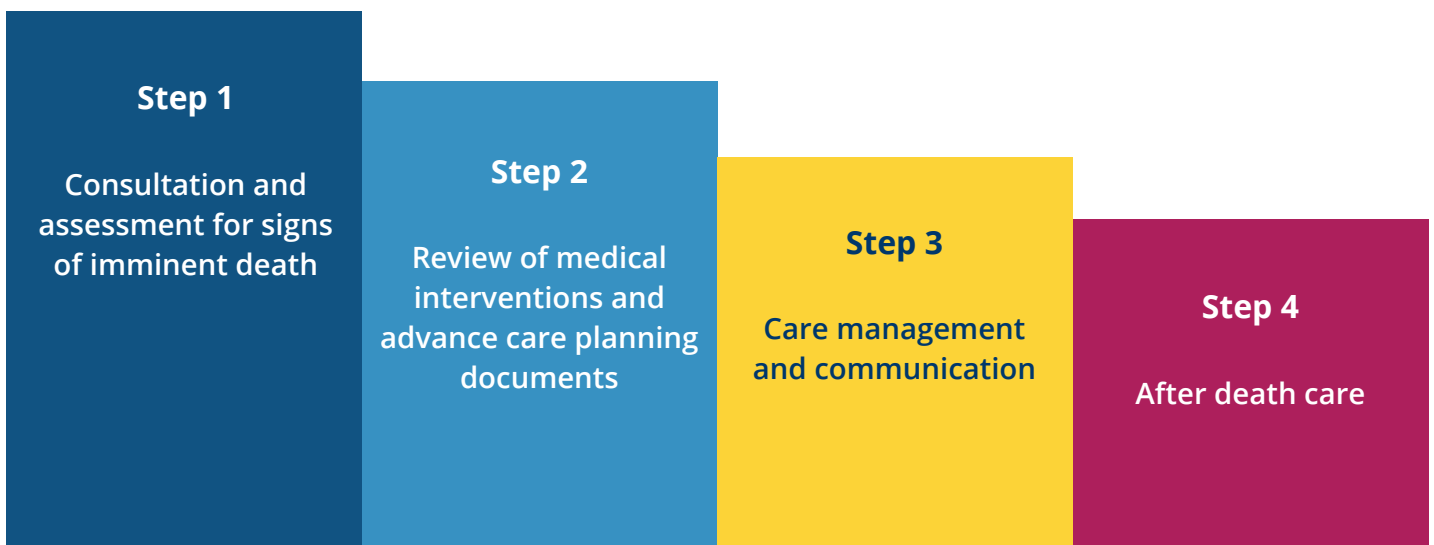 Step 1
Consultation and
assessment for signs
of imminent death
Step 2
Review of medical
interventions and
advance care planning
documents
Step 3
Care management
and communication
Step 4
After death care